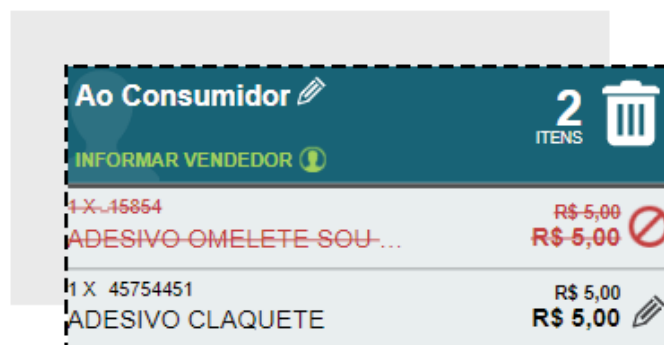 Ao Consumidor
2
ITENS
INFORMAR VENDEDOR
1 X 15854
R$ 5,00
ADESIVO OMELETE SOU ...
R$ 5,00
1 X 45754451
R$ 5,00
ADESIVO CLAQUETE
R$ 5,00